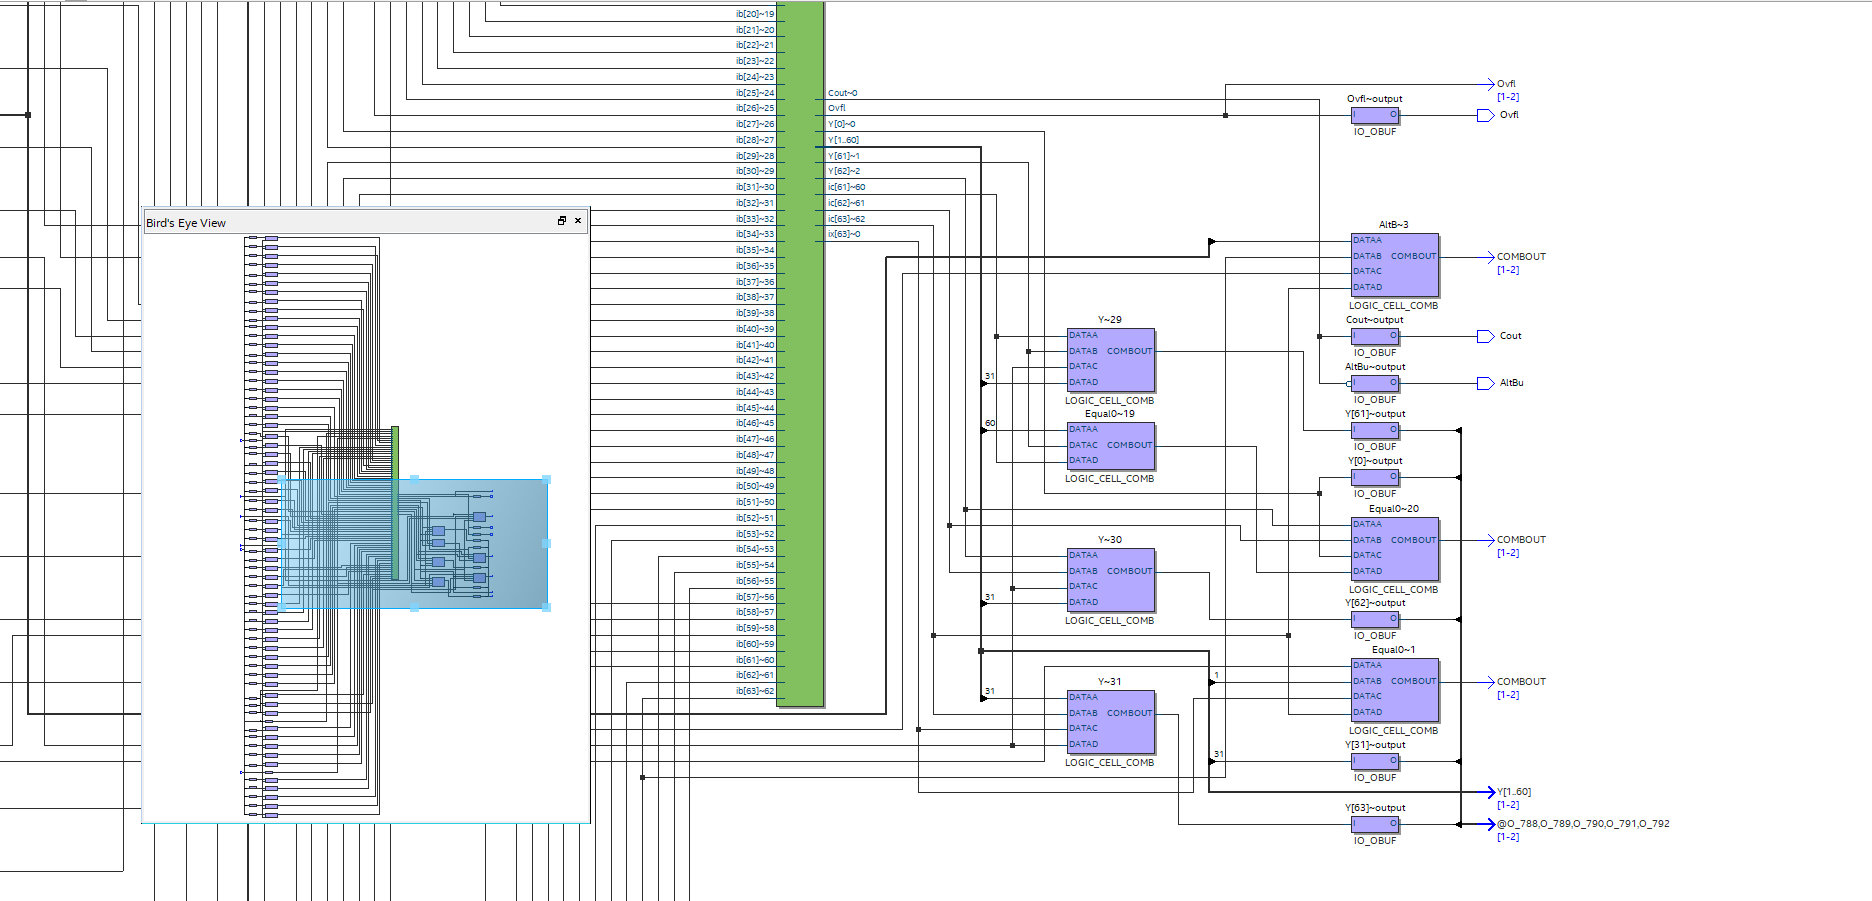 ib[20]~19
ib[21]~20
ib[22]~21
ib[23]~22
ib[24]~23
ib[25]~24
ib[26]~25
ib[27]~26
ib[28]~27
ib[29]~28
ib[30]~29
ib[31]~30
ib[32]~31
ib[33]~32
ib[34]~33
ib[35]~34
ib[36]~35
ib[37]~36
ib[38]~37
ib[39]~38
ib[40]~39
ib[41]~40
ib[42]~41
ib[43]~42
ib[44]~43
ib[45]~44
ib[46]~45
ib[47]~46
ib[48]~47
ib[49]~48
ib[50]~49
ib[51]~50
ib[52]~51
ib[53]~52
ib[54]~53
ib[55]~54
ib[56]~55
ib[57]~56
ib[58]~57
ib[59]~58
ib[60]~59
ib[61]~60
ib[62]~61
ib[63]~62
Cout~0
Ovfl
Y[0]~0
Y[1..60]
Y[61]~1
Y[62]~2
ic[61]~60
ic[62]~61
ic[63]~62
ix[63]~0
Bird's Eye View
Y~29
DATAA
DATAB COMBOUT
DATAC
31
DATAD
LOGIC_CELL_COMB
Equal0~19
60
DATAA
DATAC COMBOUT
DATAD
LOGIC_CELL_COMB
Y~30
DATAA
DATAB COMBOUT
DATAC
31
DATAD
LOGIC_CELL_COMB
Y~31
31
DATAA
DATAB COMBOUT
DATAC
DATAD
LOGIC_CELL_COMB
Ovfl
[1-2]
Ovfl~output
I O
Ovfl
IO_OBUF
AltB~3
DATAA
DATAB COMBOUT
COMBOUT
[1-2]
DATAC
DATAD
LOGIC_CELL_COMB
Cout~output
I O
Cout
IO_OBUF
AltBu~output
I O
AltBu
IO_OBUF
Y[61]~output
I O
IO_OBUF
Y[0]~output
I O
IO_OBUF
Equal0~20
DATAA
DATAB COMBOUT
COMBOUT
[1-2]
DATAC
DATAD
LOGIC_CELL_COMB
Y[62]~output
I O
IO_OBUF
Equal0~1
DATAA
1
DATAB COMBOUT
COMBOUT
[1-2]
DATAC
DATAD
LOGIC_CELL_COMB
Y[31]~output
31
I O
IO_OBUF
Y[1..60]
[1-2]
Y[63]~output
I O
@O_788,O_789,O_790,O_791,O_792
[1-2]
IO_OBUF